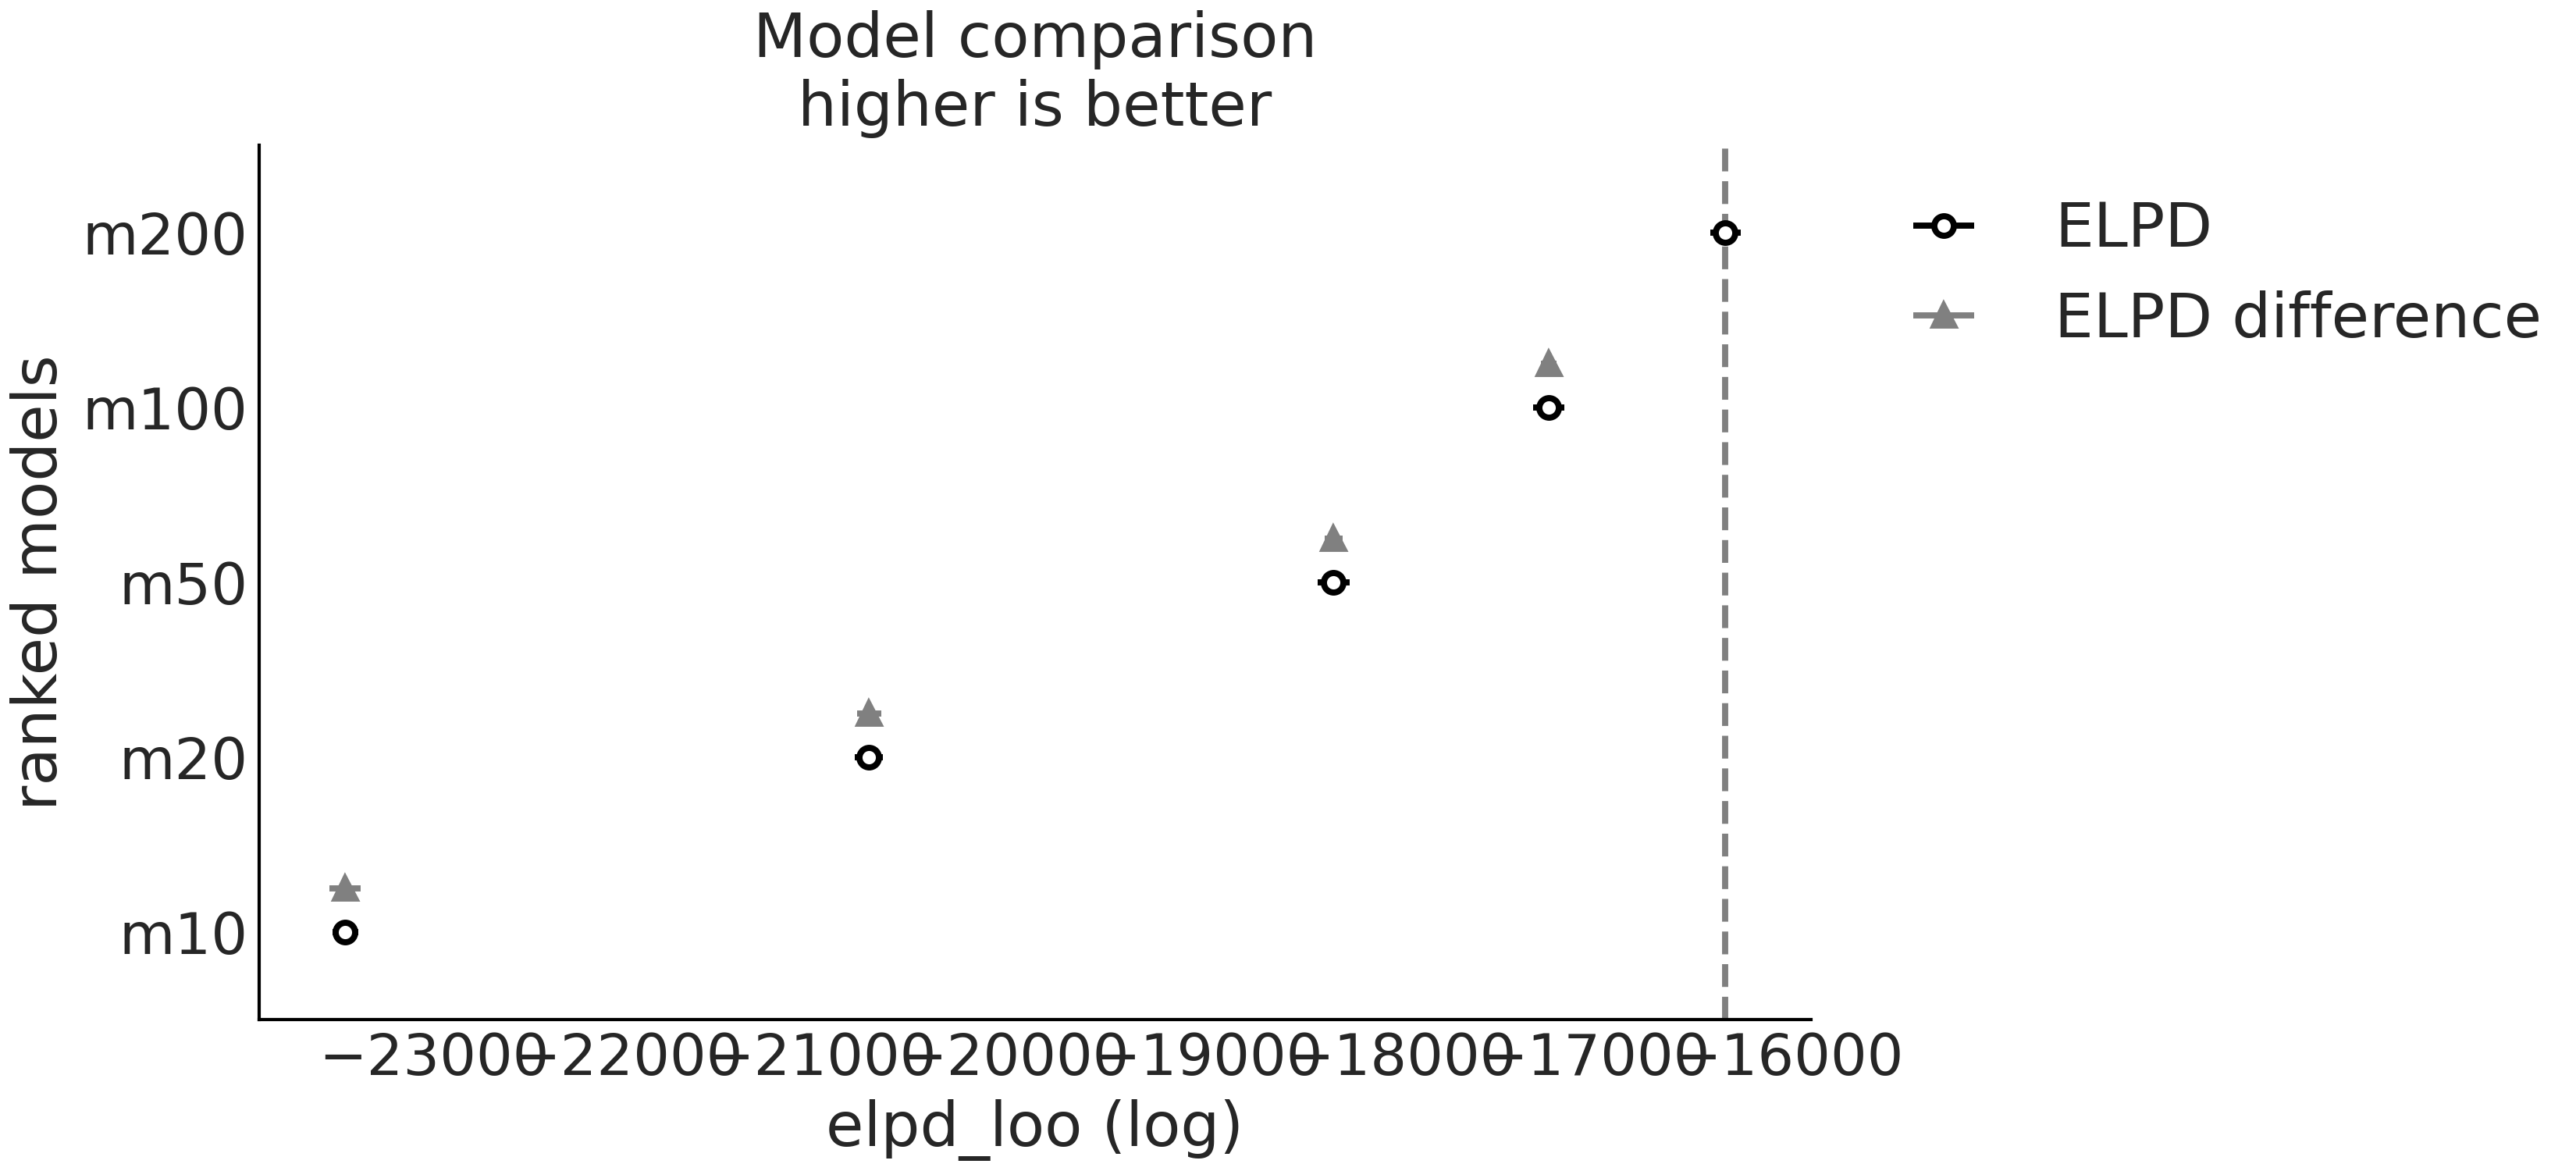 Model comparison
higher is better
ranked models
m200
m100
m50
m20
m10
ELPD
ELPD difference
−23000 −22000 −21000 −20000 −19000 −18000 −17000 −16000
elpd_loo (log)